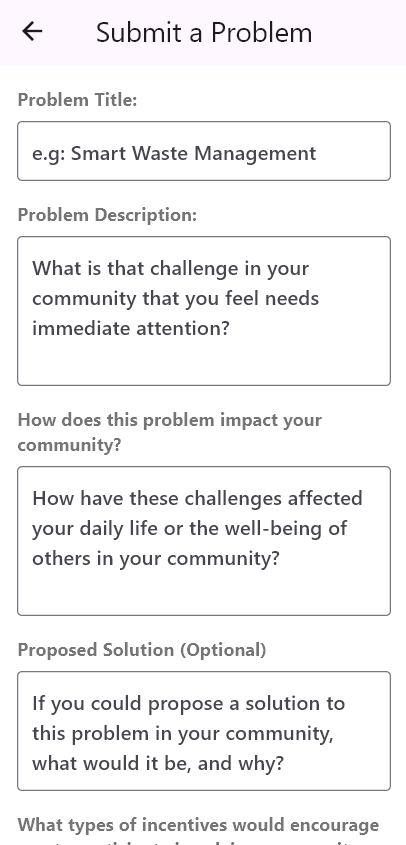 Submit a Problem
Problem Title:
e.g: Smart Waste Management
Problem Description:
What is that challenge in your
community that you feel needs
immediate attention?
How does this problem impact your
community?
How have these challenges affected
your daily life or the well-being of
others in your community?
Proposed Solution (Optional)
If you could propose a solution to
this problem in your community,
what would it be, and why?
What types of incentives would encourage